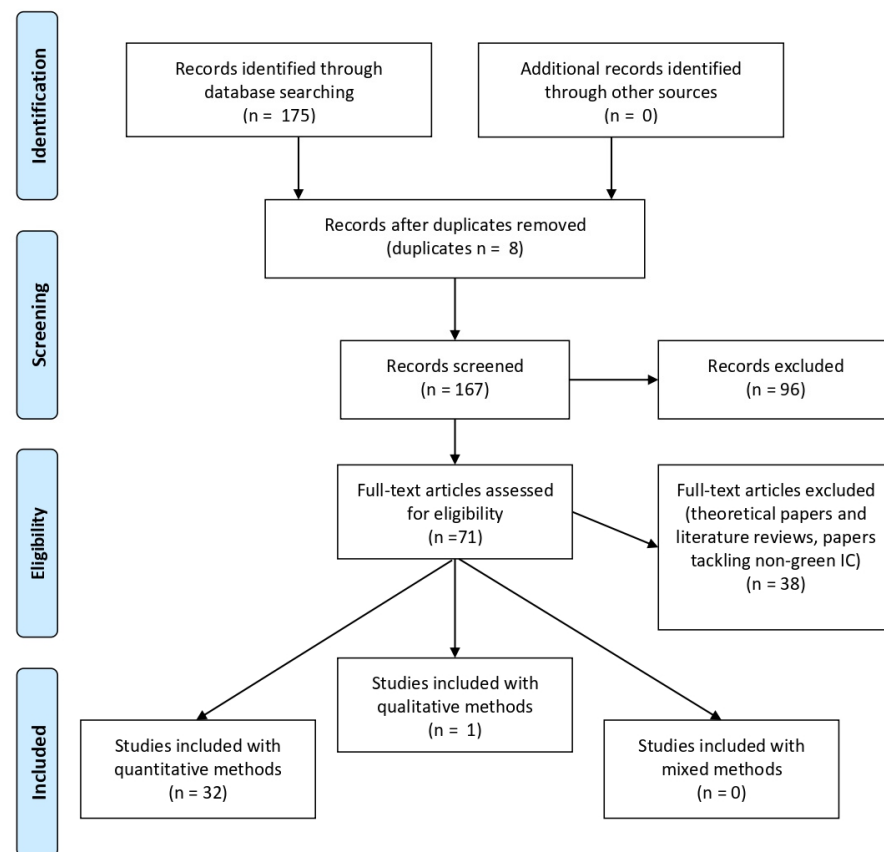 Identification
Records identified through
database searching
(n = 175)
Additional records identified
through other sources
(n = 0)
Records after duplicates removed
(duplicates n = 8)
Screening
Records screened
(n = 167)
Records excluded
(n = 96)
Eligibility
Full-text articles assessed
for eligibility
(n =71)
Full-text articles excluded
(theoretical papers and
literature reviews, papers
tackling non-green IC)
(n = 38)
Included
Studies included with
quantitative methods
(n = 32)
Studies included with
qualitative methods
(n = 1)
Studies included with
mixed methods
(n = 0)